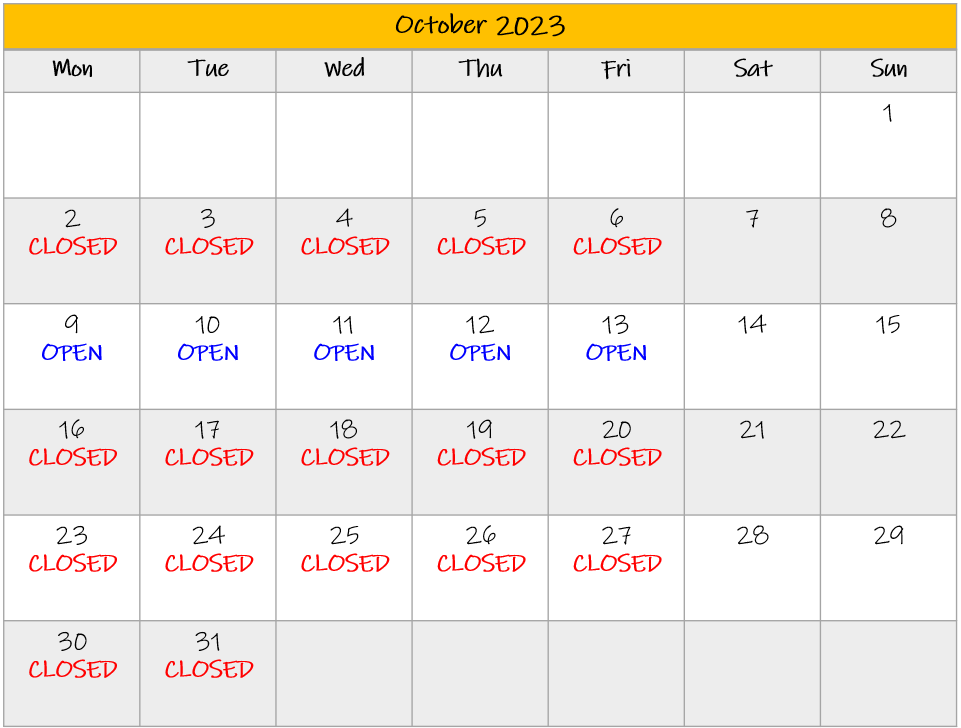 October 2023
Mon Tue Wed Thu Fri Sat Sun
1
2 3 4 5 6 7 8
CLOSED CLOSED CLOSED CLOSED CLOSED
9 10 11 12 13 14 15
OPEN OPEN OPEN OPEN OPEN
16 17 18 19 20 21 22
CLOSED CLOSED CLOSED CLOSED CLOSED
23 24 25 26 27 28 29
CLOSED CLOSED CLOSED CLOSED CLOSED
30 31
CLOSED CLOSED